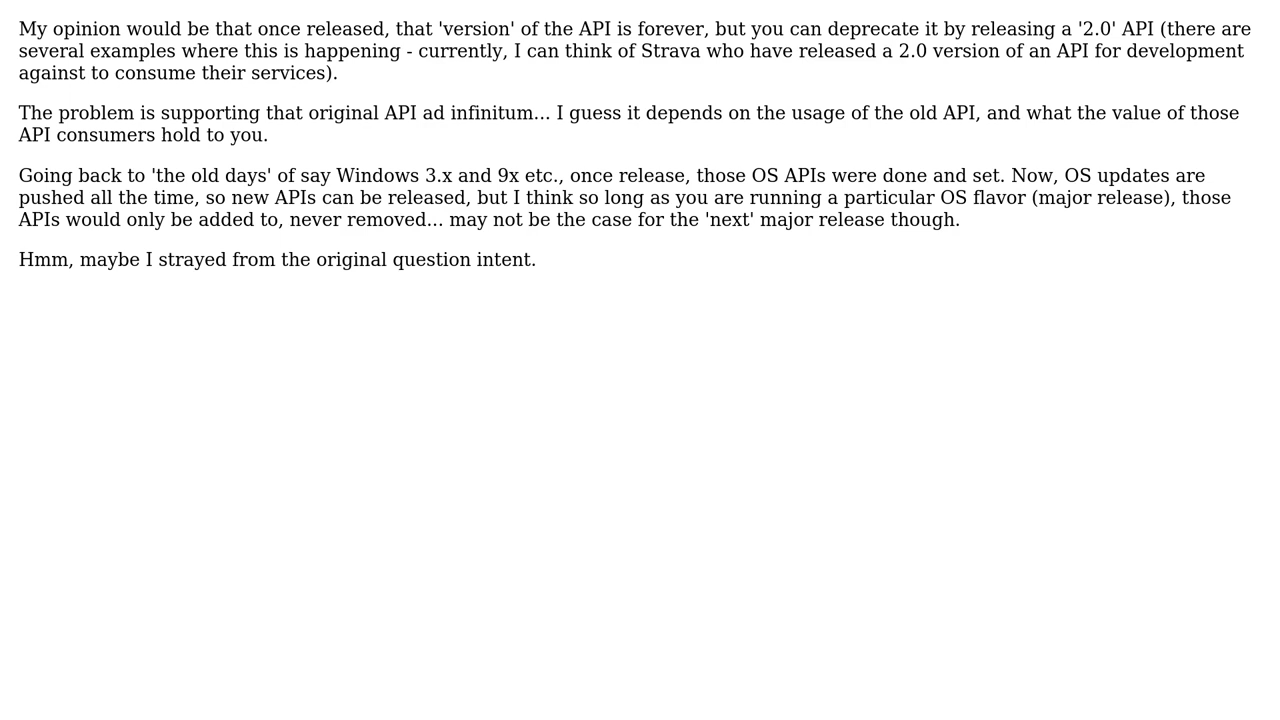 My opinion would be that once released, that 'version' of the API is forever, but you can deprecate it by releasing a '2.0' API (there are
several examples where this is happening - currently, I can think of Strava who have released a 2.0 version of an API for development
against to consume their services).
The problem is supporting that original API ad infinitum... I guess it depends on the usage of the old API, and what the value of those
API consumers hold to you.
Going back to 'the old days' of say Windows 3.x and 9x etc., once release, those OS APIs were done and set. Now, OS updates are
pushed all the time, so new APIs can be released, but I think so long as you are running a particular OS flavor (major release), those
APIs would only be added to, never removed... may not be the case for the 'next' major release though.
Hmm, maybe I strayed from the original question intent.